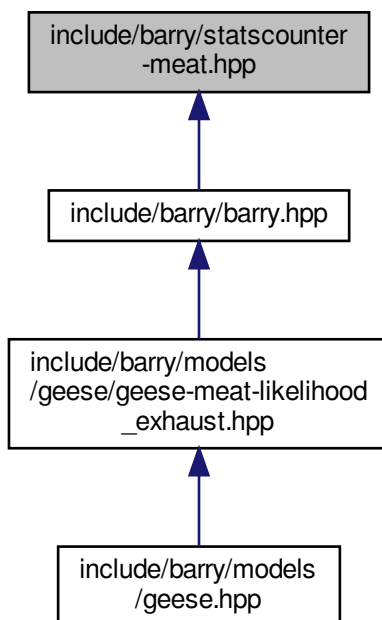 include/barry/statscounter
-meat.hpp
include/barry/barry.hpp
include/barry/models
/geese/geese-meat-likelihood
_exhaust.hpp
include/barry/models
/geese.hpp